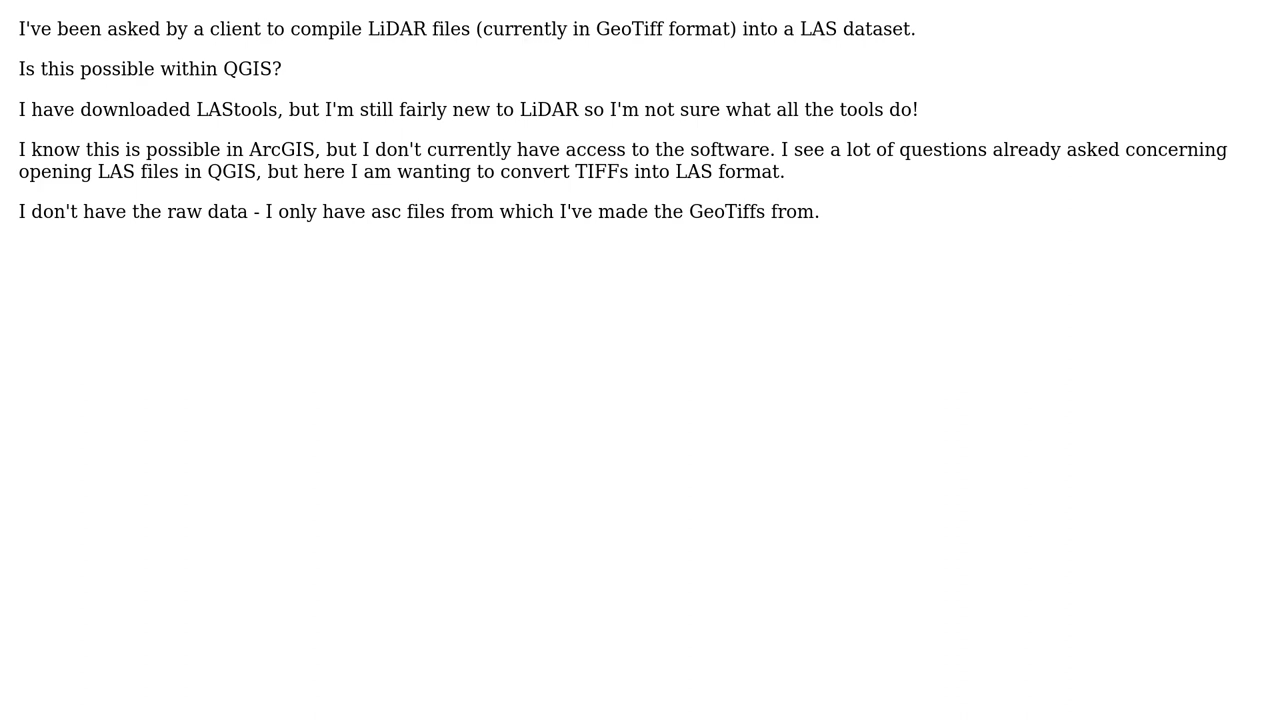 I've been asked by a client to compile LiDAR files (currently in GeoTiff format) into a LAS dataset.
Is this possible within QGIS?
I have downloaded LAStools, but I'm still fairly new to LiDAR so I'm not sure what all the tools do!
I know this is possible in ArcGIS, but I don't currently have access to the software. I see a lot of questions already asked concerning
opening LAS files in QGIS, but here I am wanting to convert TIFFs into LAS format.
I don't have the raw data - I only have asc files from which I've made the GeoTiffs from.